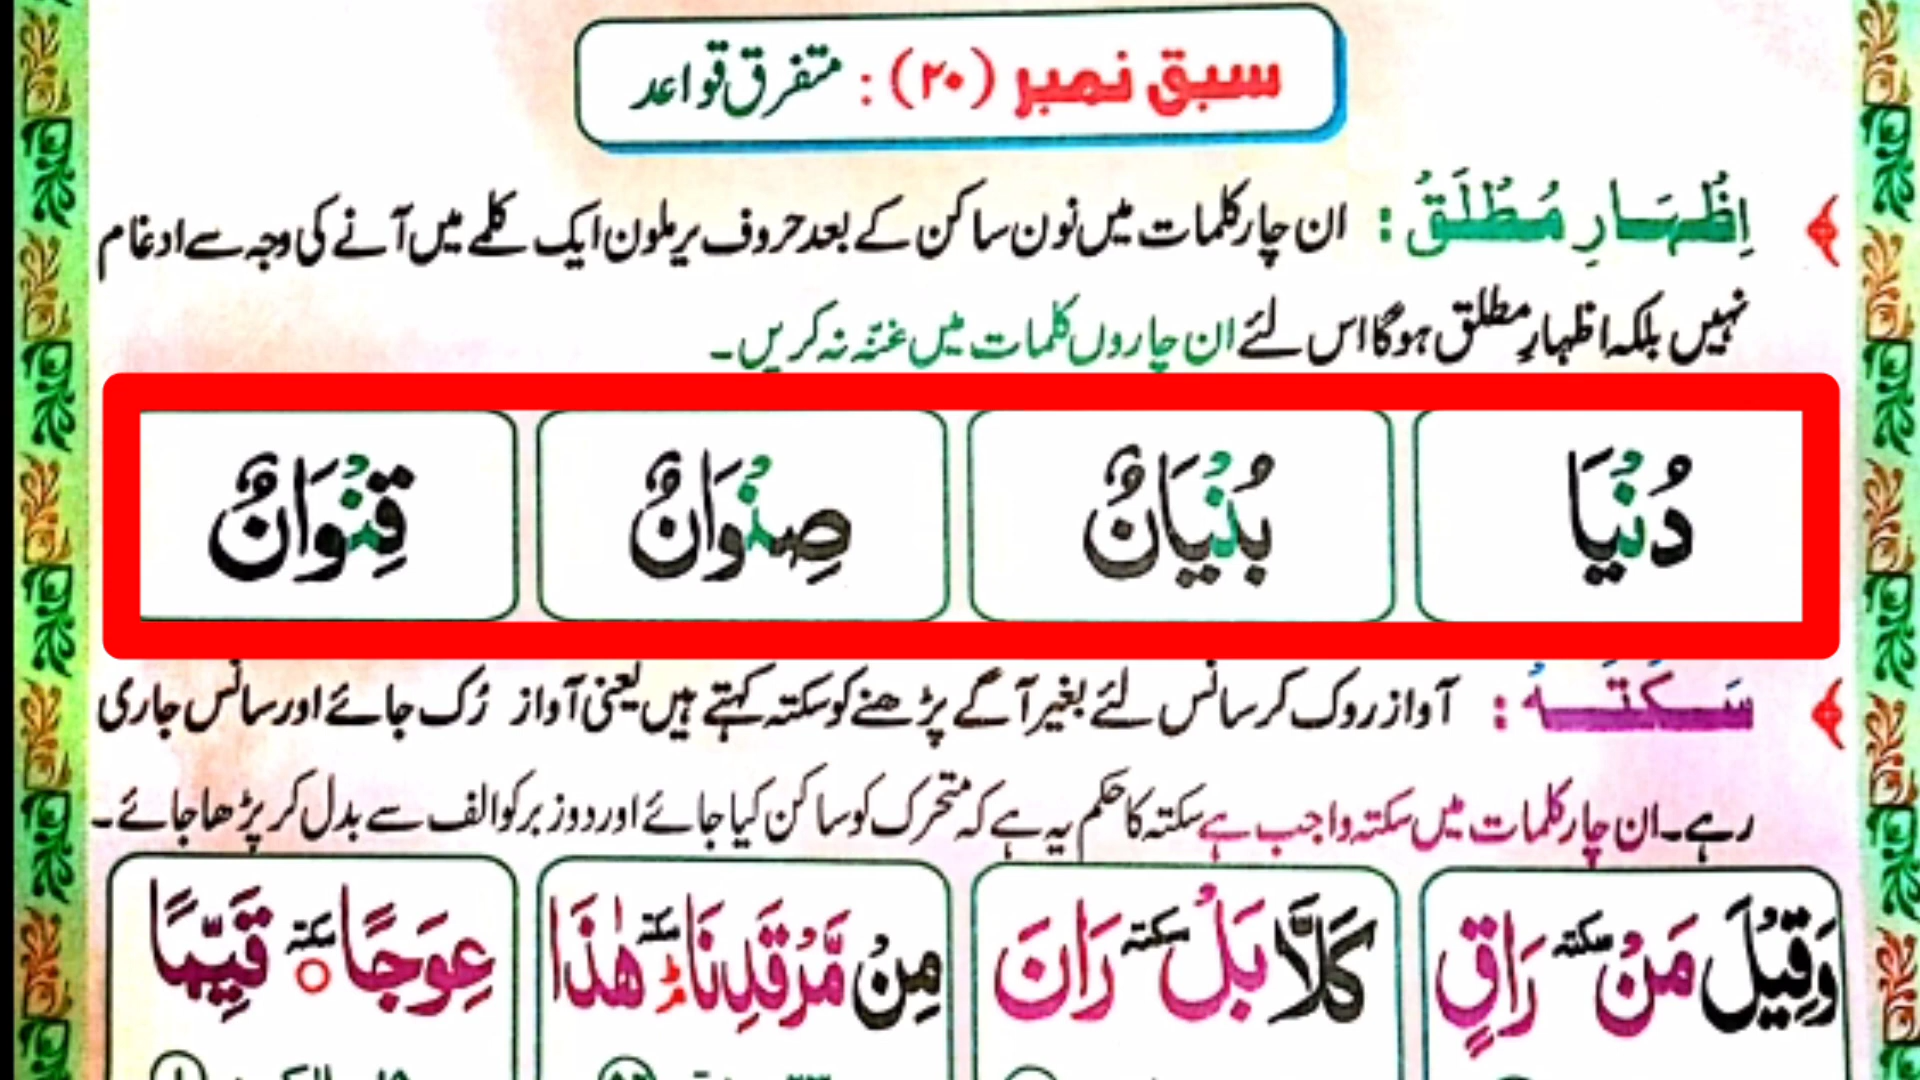 سبق نمبر (۲۰) : متفرق قواعد
اِظْہَارِ مُطْلَقْ : ان چار کلمات میں نون ساکن کے بعد حروف یرملون ایک کلمے میں آنے کی وجہ سے ادغام
نہیں بلکہ اظہارِ مطلق ہوگا اس لئے ان چاروں کلمات میں غنّہ نہ کریں۔
دُنْیَا بُنْیَانٌ صِنْوَانٌ قِنْوَانٌ
سَکْتَہْ : آواز روک کر سانس لئے بغیر آگے پڑھنے کو سکتہ کہتے ہیں یعنی آواز رُک جائے اور سانس جاری
رہے۔ ان چار کلمات میں سکتہ واجب ہے سکتہ کا حکم یہ ہے کہ متحرک کو ساکن کیا جائے اور دو زبر کو الف سے بدل کر پڑھا جائے۔
وَقِیْلَ مَنْ سکتہ رَاقٍ کَلَّا بَلْ سکتہ رَانَ مِنْ مَّرْقَدِنَا سکتہ ھٰذَا عِوَجًا سکتہ قَیِّمًا